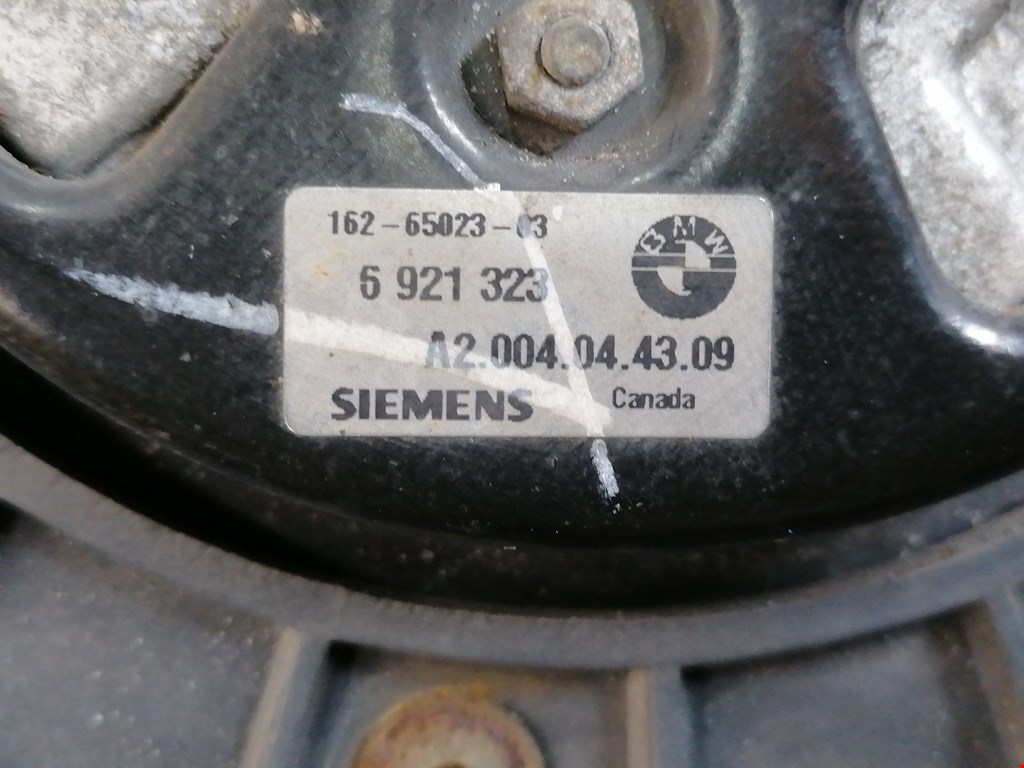 162-65023-03
6 921 323
BMW
A2.004.04.43.09
SIEMENS
Canada